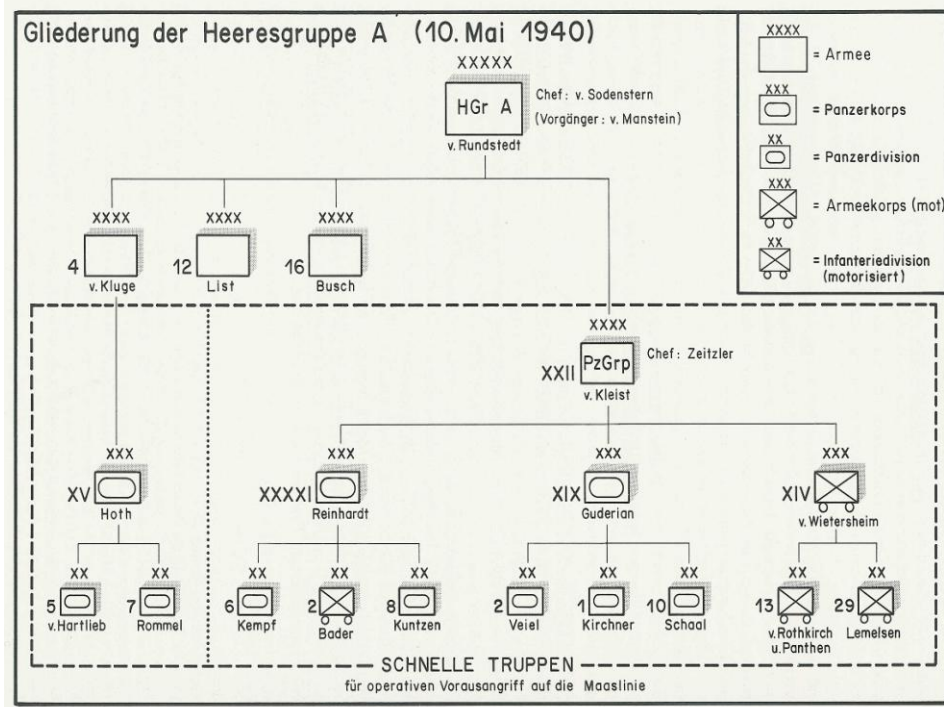 Gliederung der Heeresgruppe A (10. Mai 1940)
XXXXX
HGr A
v. Rundstedt
Chef: v. Sodenstern
(Vorgänger: v. Manstein)
XXXX
= Armee
XXX
= Panzerkorps
XX
= Panzerdivision
XXX
= Armeekorps (mot)
XX
= Infanteriedivision
(motorisiert)
XXXX XXXX XXXX
4 12 16
v. Kluge List Busch
XXXX
XXII PzGrp
Chef: Zeitzler
v. Kleist
XXX XXX XXX XXX
XV XXXXI XIX XIV
Hoth Reinhardt Guderian v. Wietersheim
XX XX XX XX XX XX XX XX XX XX
5 7 6 2 8 2 1 10 13 29
v. Hartlieb Rommel Kempf Bader Kuntzen Veiel Kirchner Schaal v. Rothkirch Lemelsen
u. Panthen
SCHNELLE TRUPPEN
für operativen Vorausangriff auf die Maaslinie